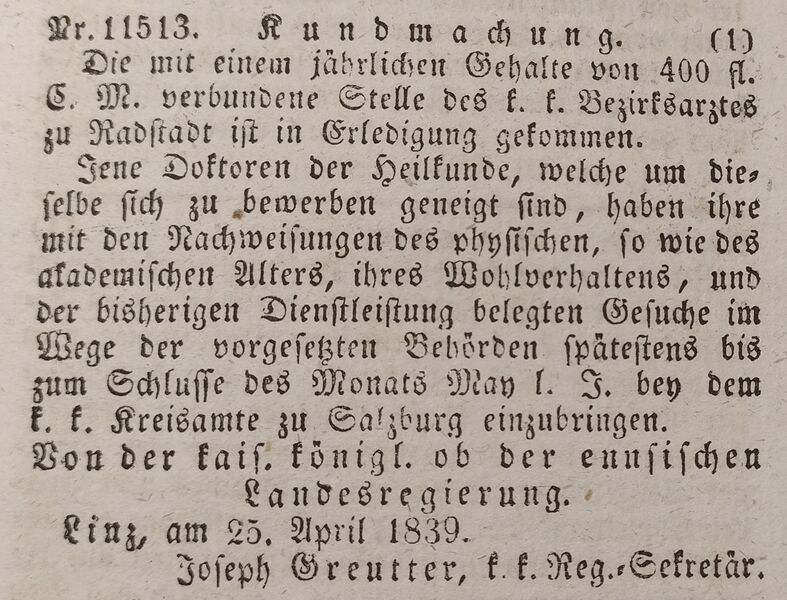 Nr. 11513. Kundmachung. (1)
Die mit einem jährlichen Gehalte von 400 fl.
C. M. verbundene Stelle des k. k. Bezirksarztes
zu Radstadt ist in Erledigung gekommen.
Jene Doktoren der Heilkunde, welche um die-
selbe sich zu bewerben geneigt sind, haben ihre
mit den Nachweisungen des physischen, so wie des
akademischen Alters, ihres Wohlverhaltens, und
der bisherigen Dienstleistung belegten Gesuche im
Wege der vorgesetzten Behörden spätestens bis
zum Schlusse des Monats May l. J. bey dem
k. k. Kreisamte zu Salzburg einzubringen.
Von der kais. königl. ob der ennsischen
Landesregierung.
Linz, am 25. April 1839.
Joseph Greutter, k. k. Reg.-Sekretär.